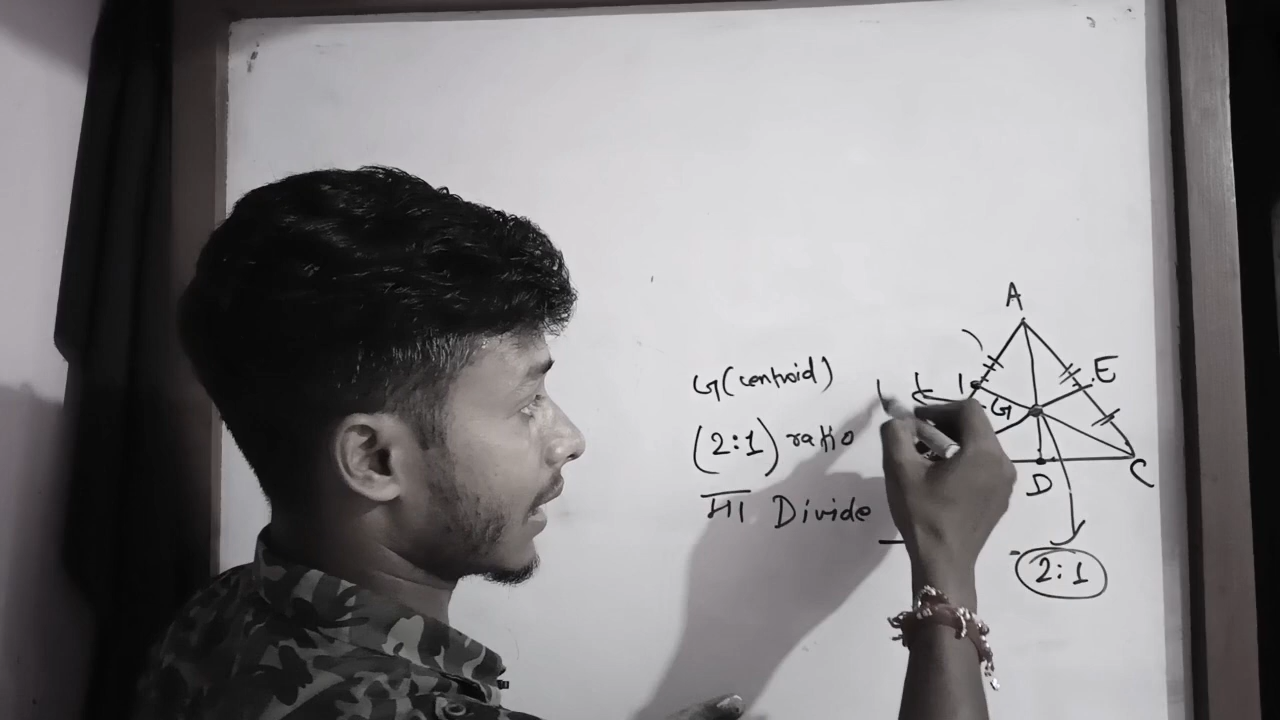 A
G(centroid)
E
G
(2:1) ratio
C
D
में Divide
2:1